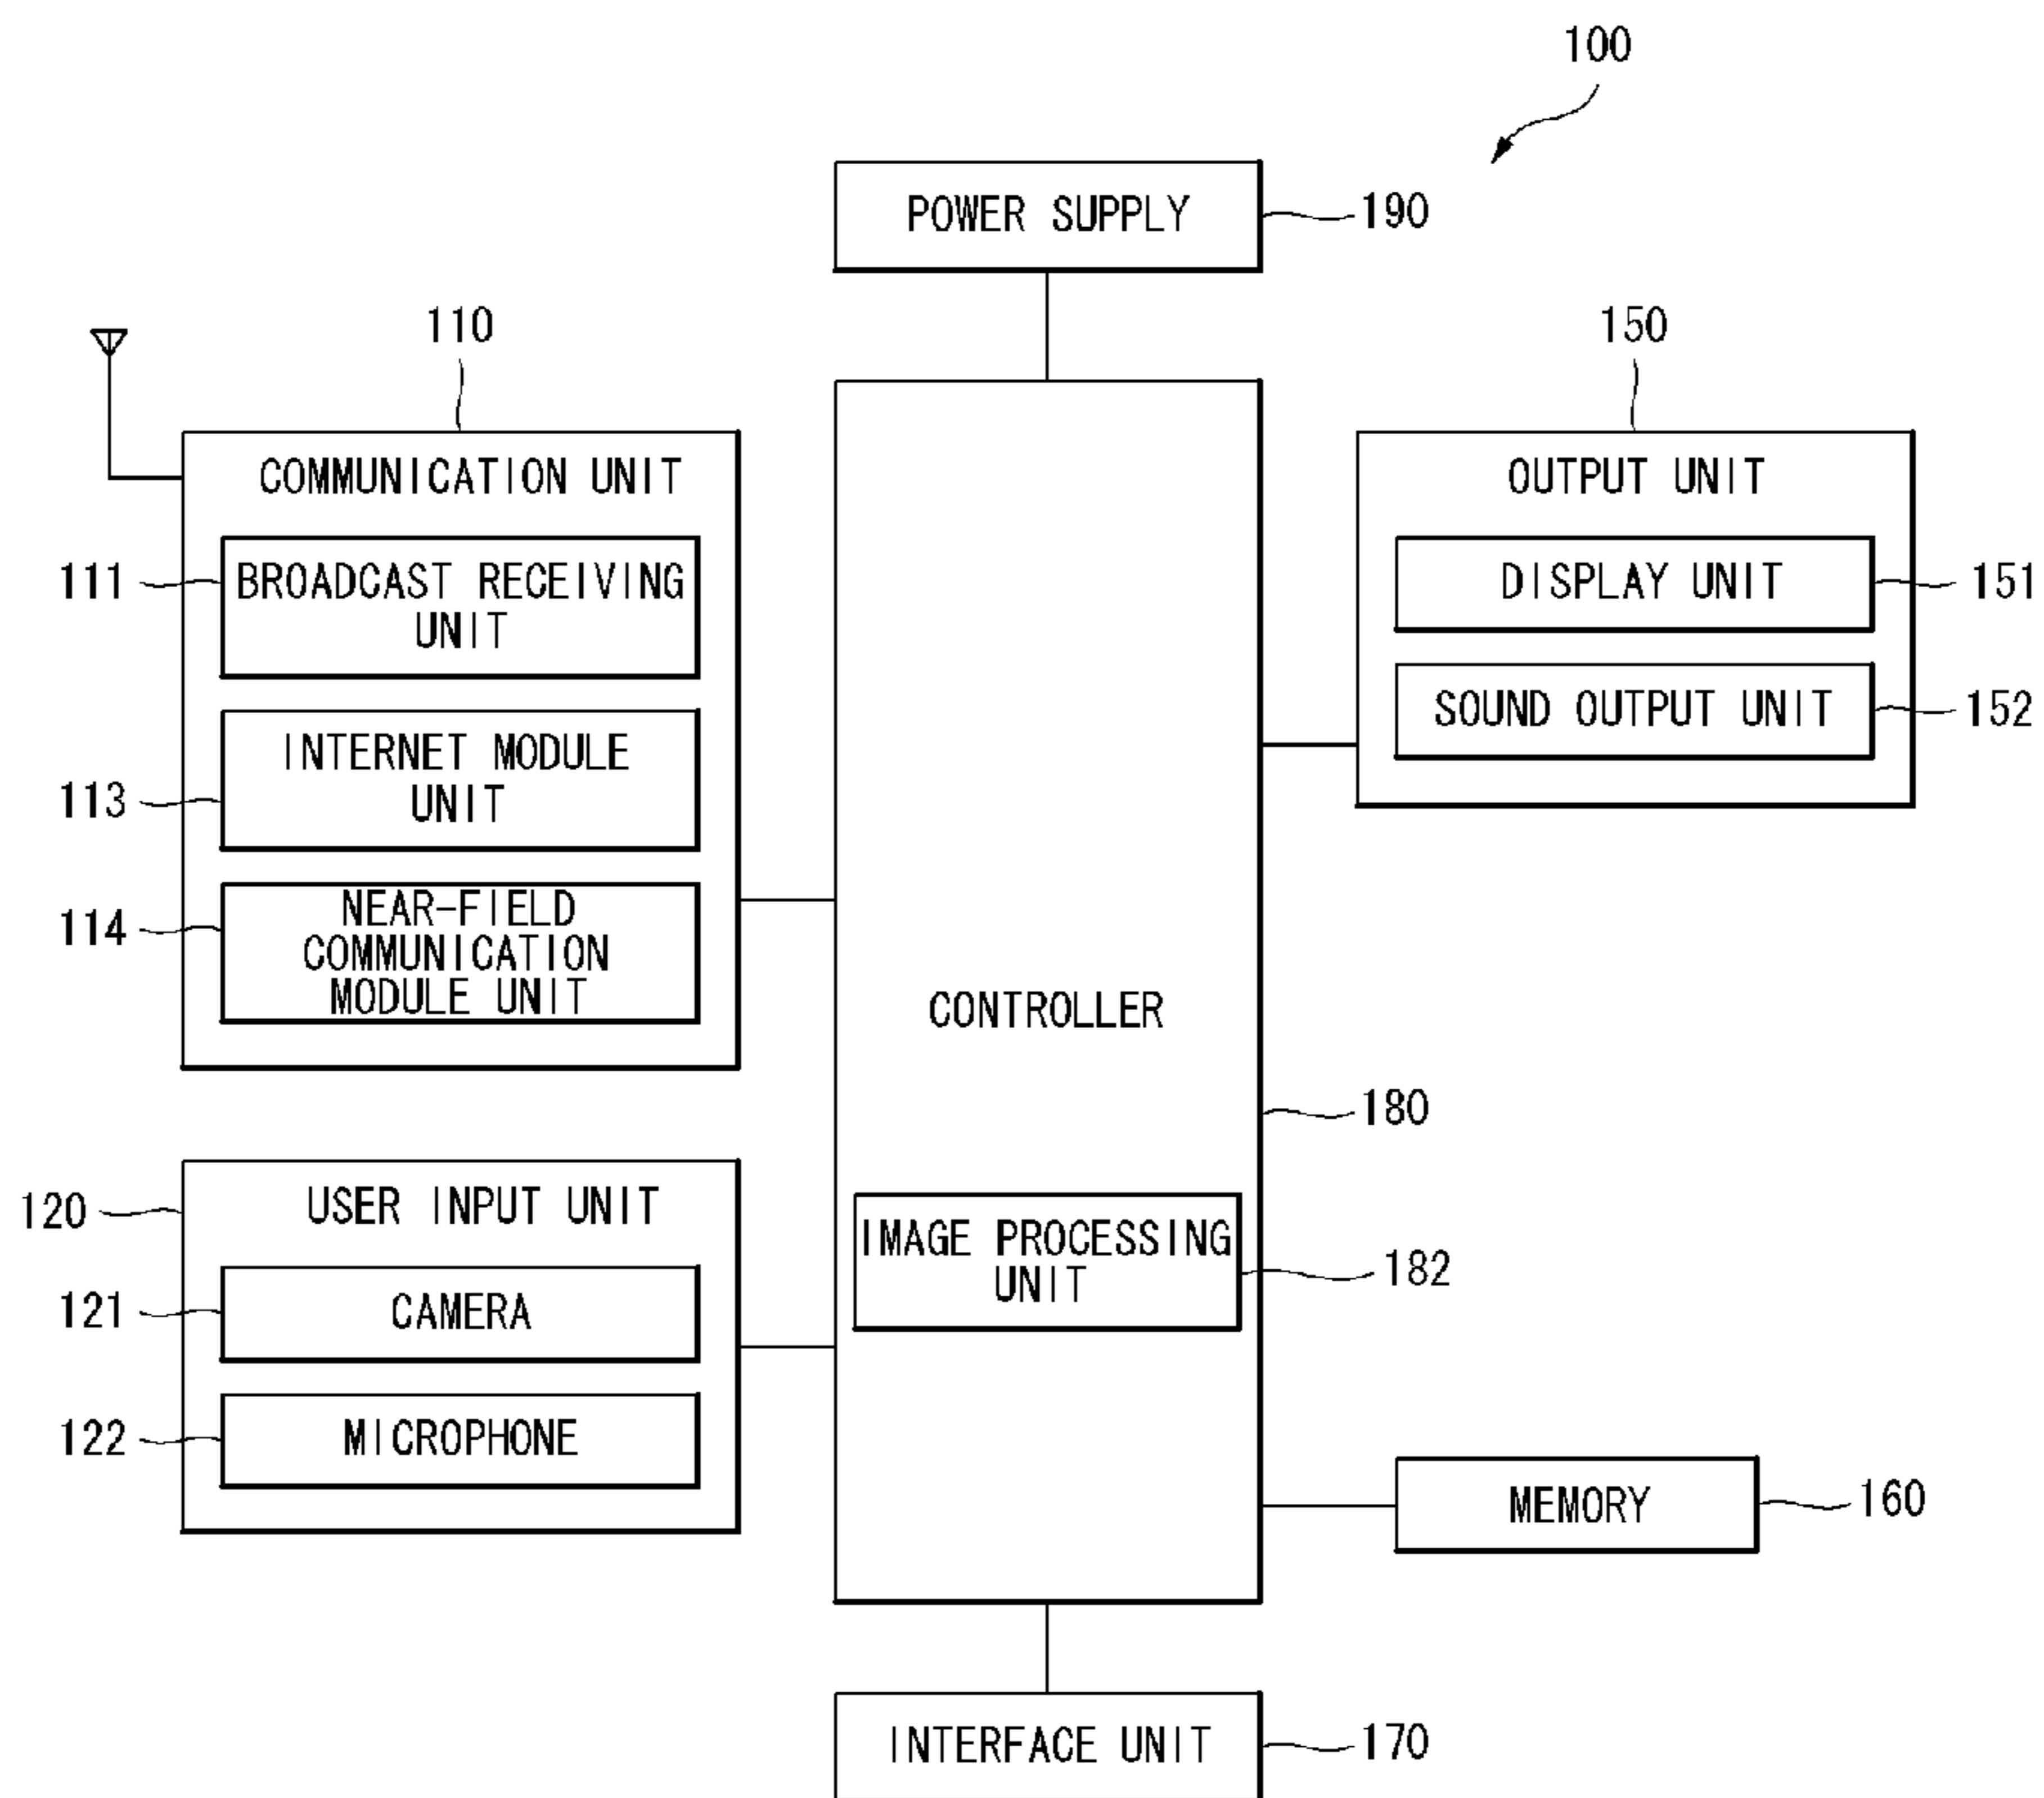 100
POWER SUPPLY
190
110
150
COMMUNICATION UNIT
OUTPUT UNIT
111
BROADCAST RECEIVING
UNIT
DISPLAY UNIT
151
INTERNET MODULE
UNIT
113
SOUND OUTPUT UNIT
152
114
NEAR-FIELD
COMMUNICATION
MODULE UNIT
CONTROLLER
180
120
USER INPUT UNIT
IMAGE PROCESSING
UNIT
182
121
CAMERA
122
MICROPHONE
MEMORY
160
INTERFACE UNIT
170